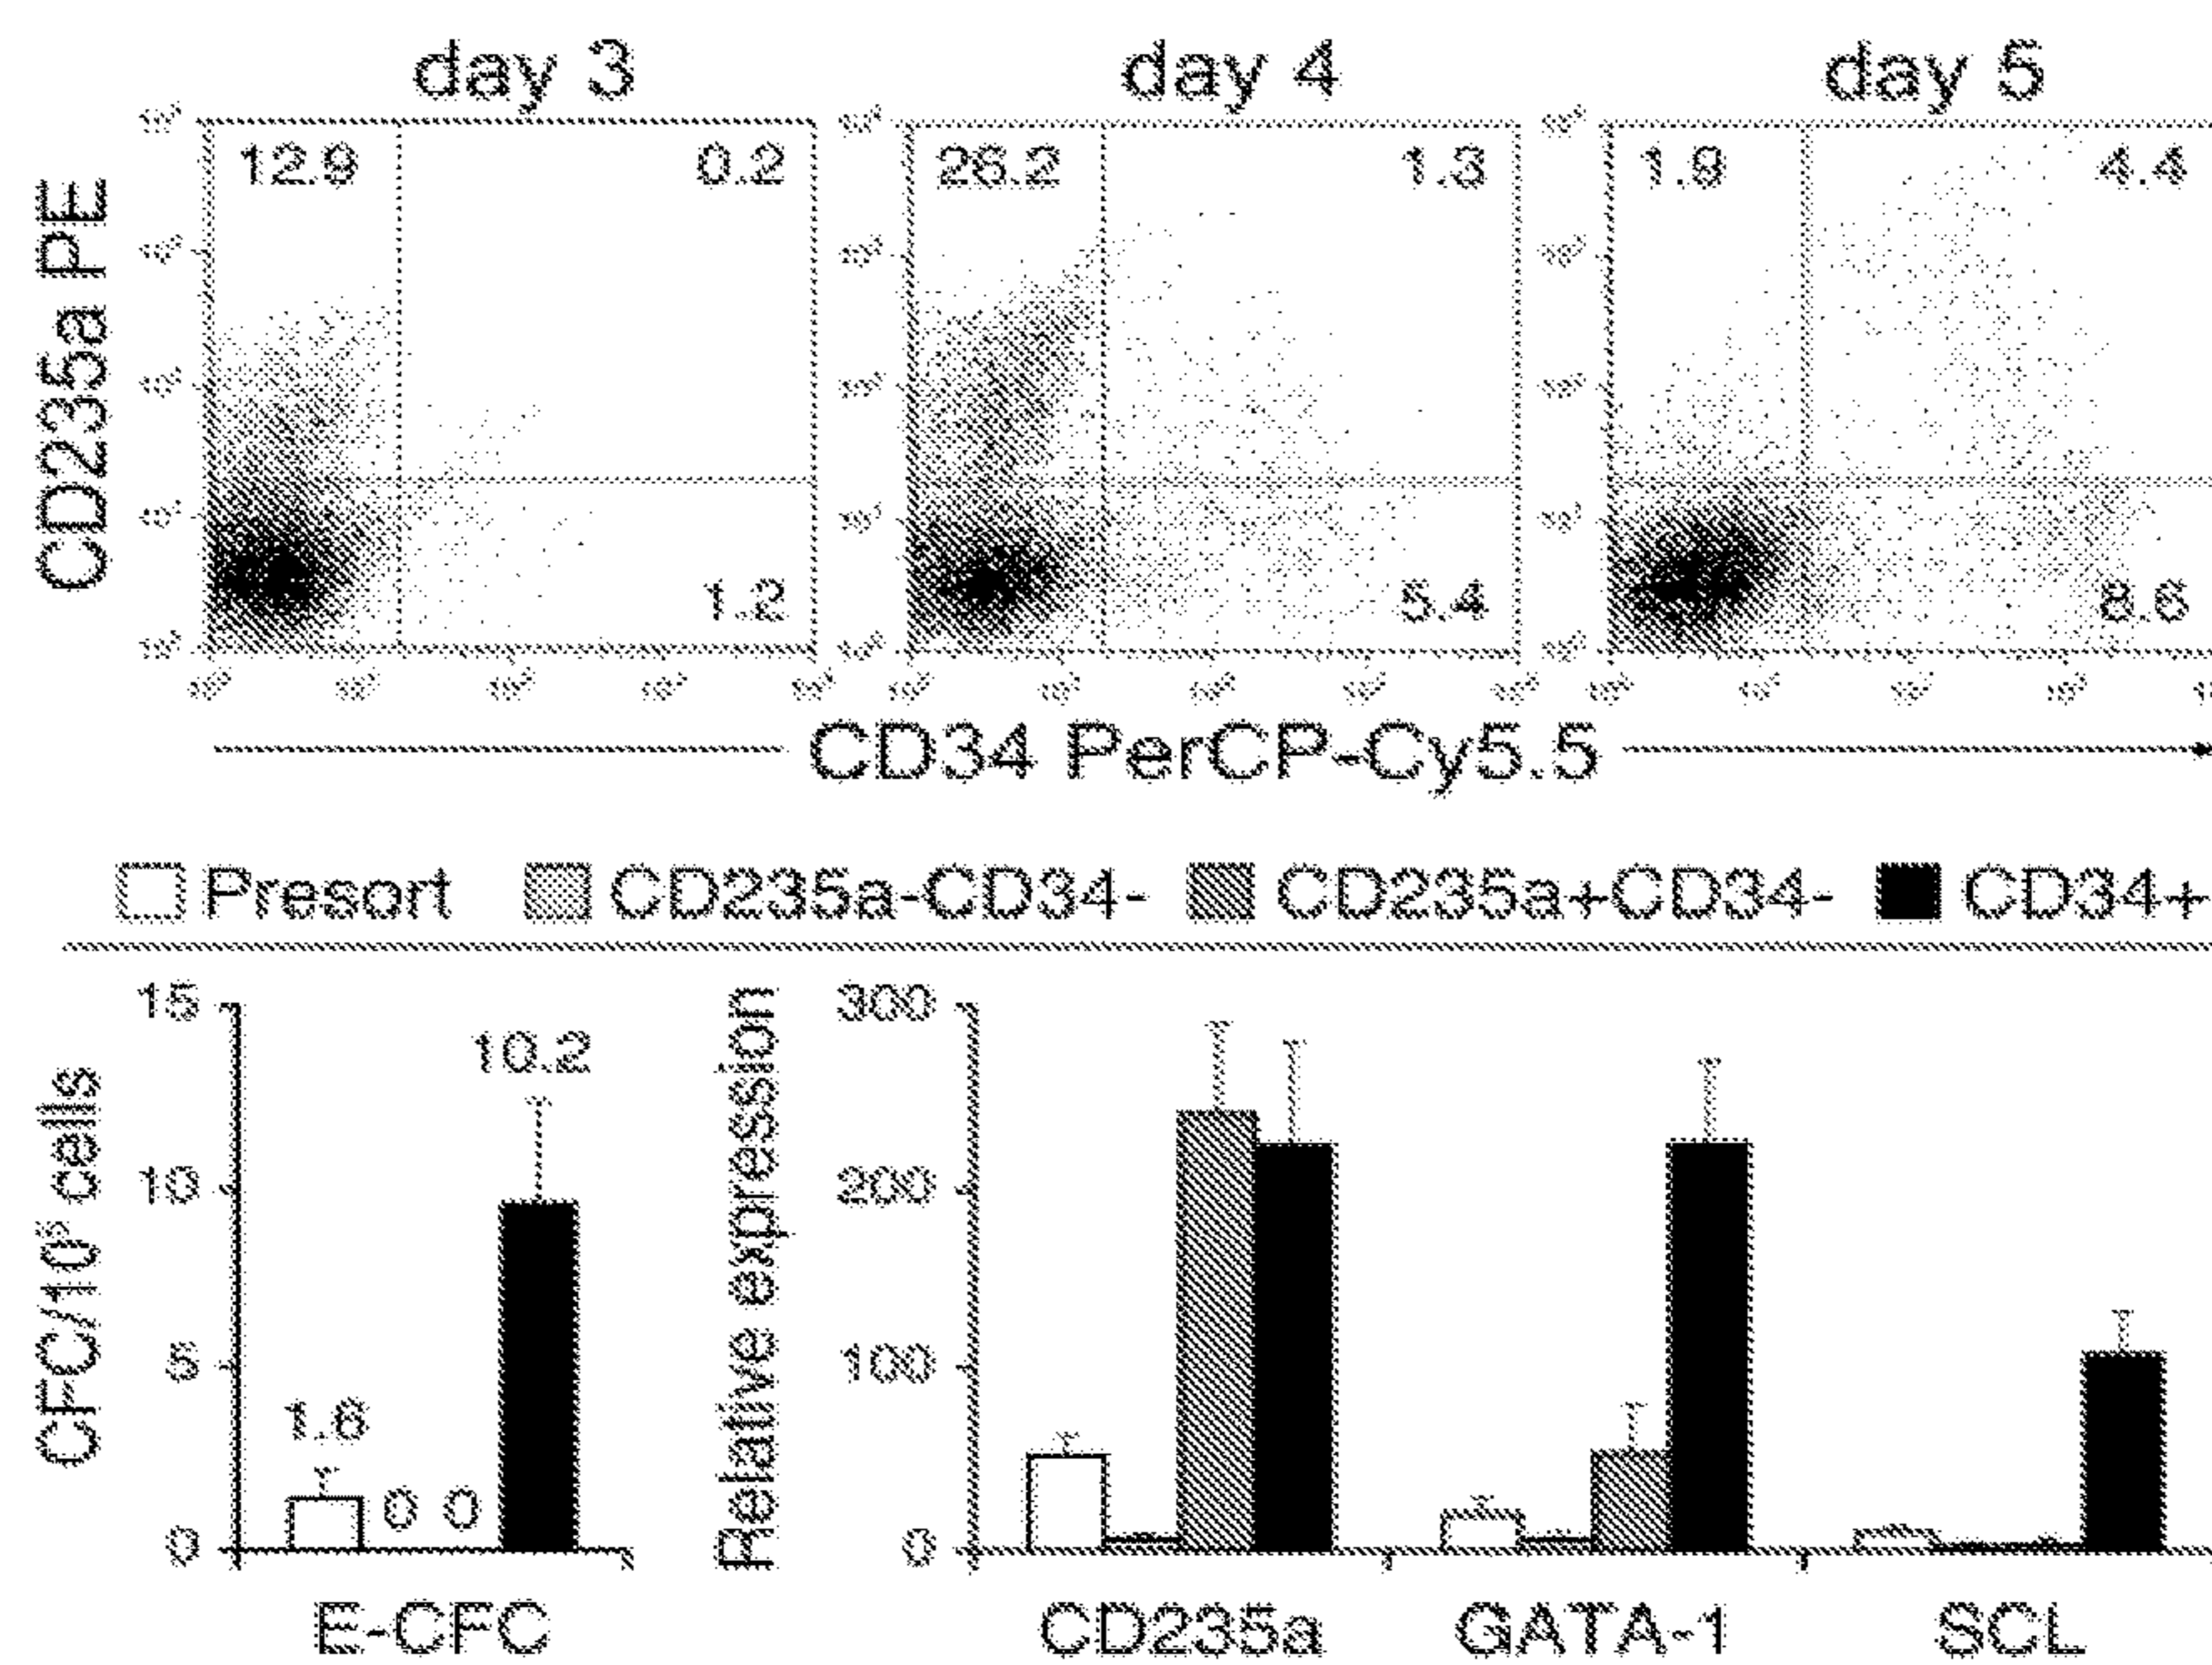 day 3 day 4 day 5
12.9 0.2 26.2 1.3 1.9 4.4
CD235a PE
1.2 5.4 8.6
CD34 PerCP-Cy5.5
Presort CD235a-CD34- CD235a+CD34- CD34+
15 300
10.2
CFC/10⁵ cells
Relative expression
10 200
5 100
1.6
0 0
0 0
E-CFC CD235a GATA-1 SCL